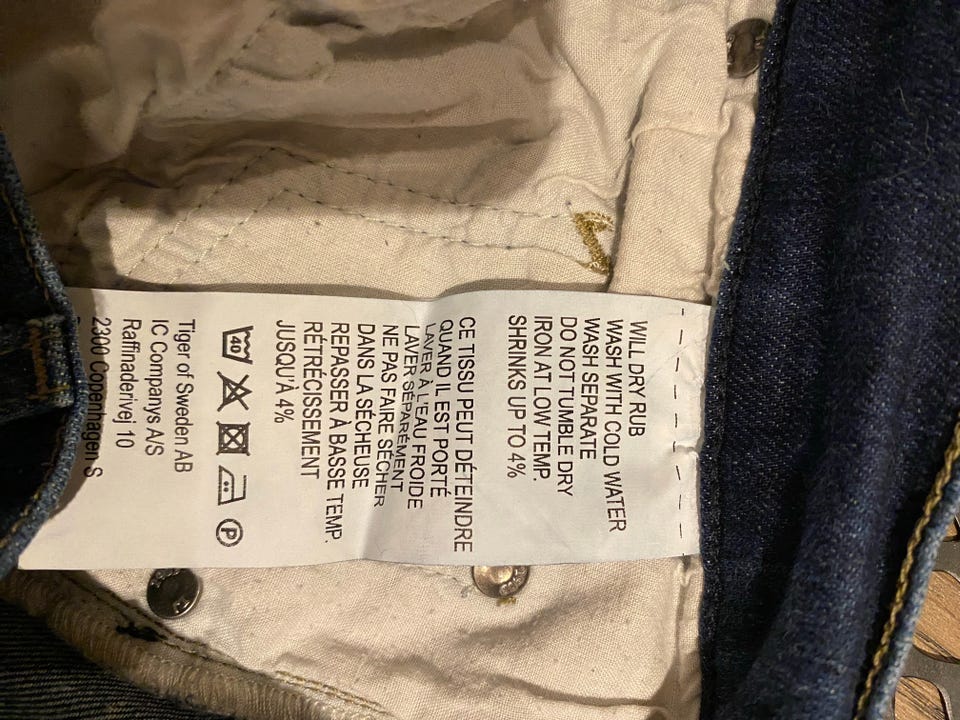 WILL DRY RUB
WASH WITH COLD WATER
WASH SEPARATE
DO NOT TUMBLE DRY
IRON AT LOW TEMP.
SHRINKS UP TO 4%
CE TISSU PEUT DÉTEINDRE
QUAND IL EST PORTÉ
LAVER À L'EAU FROIDE
LAVER SÉPARÉMENT
NE PAS FAIRE SÉCHER
DANS LA SÉCHEUSE
REPASSER À BASSE TEMP.
RÉTRÉCISSEMENT
JUSQU'À 4%
40 P
Tiger of Sweden AB
IC Companys A/S
Raffinaderivej 10
2300 Copenhagen S